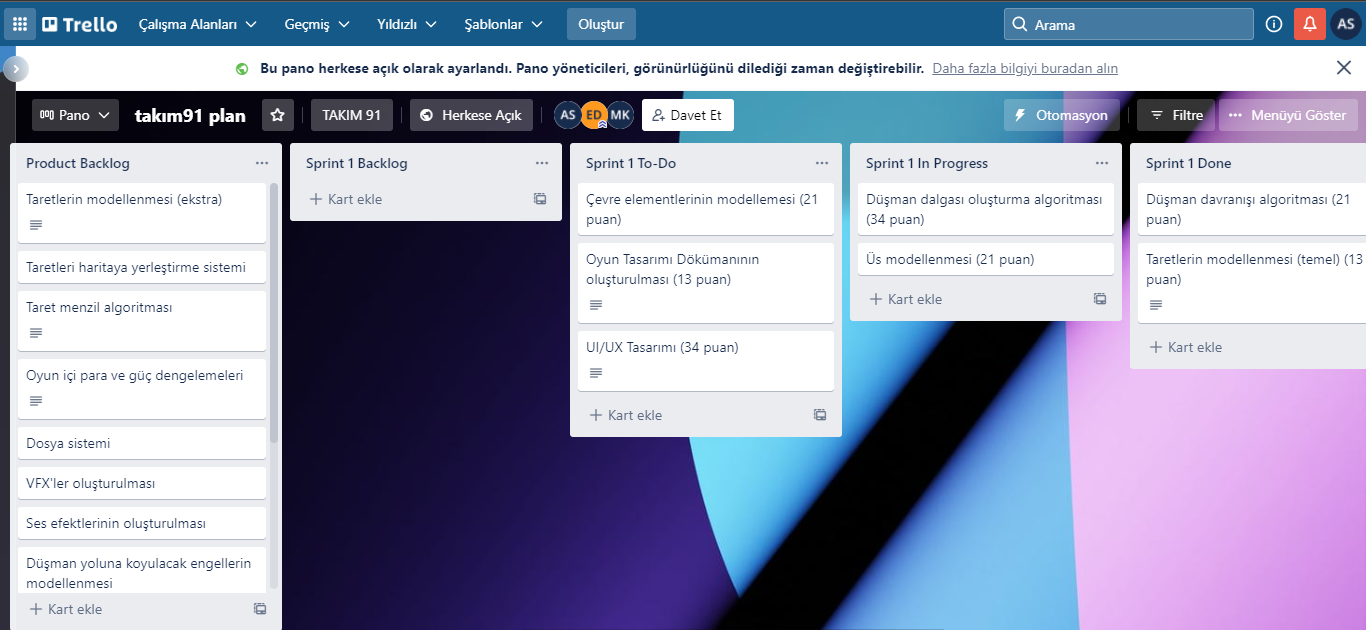 Trello Çalışma Alanları Geçmiş Yıldızlı Şablonlar Oluştur Arama AS
Bu pano herkese açık olarak ayarlandı. Pano yöneticileri, görünürlüğünü dilediği zaman değiştirebilir. Daha fazla bilgiyi buradan alın
Pano takım91 plan TAKIM 91 Herkese Açık AS ED MK Davet Et Otomasyon Filtre Menüyü Göster
Product Backlog
Taretlerin modellenmesi (ekstra)
Taretleri haritaya yerleştirme sistemi
Taret menzil algoritması
Oyun içi para ve güç dengelemeleri
Dosya sistemi
VFX'ler oluşturulması
Ses efektlerinin oluşturulması
Düşman yoluna koyulacak engellerin
modellenmesi
Kart ekle
Sprint 1 Backlog
Kart ekle
Sprint 1 To-Do
Çevre elementlerinin modellemesi (21
puan)
Oyun Tasarımı Dökümanının
oluşturulması (13 puan)
UI/UX Tasarımı (34 puan)
Kart ekle
Sprint 1 In Progress
Düşman dalgası oluşturma algoritması
(34 puan)
Üs modellenmesi (21 puan)
Kart ekle
Sprint 1 Done
Düşman davranışı algoritması (21
puan)
Taretlerin modellenmesi (temel) (13
puan)
Kart ekle